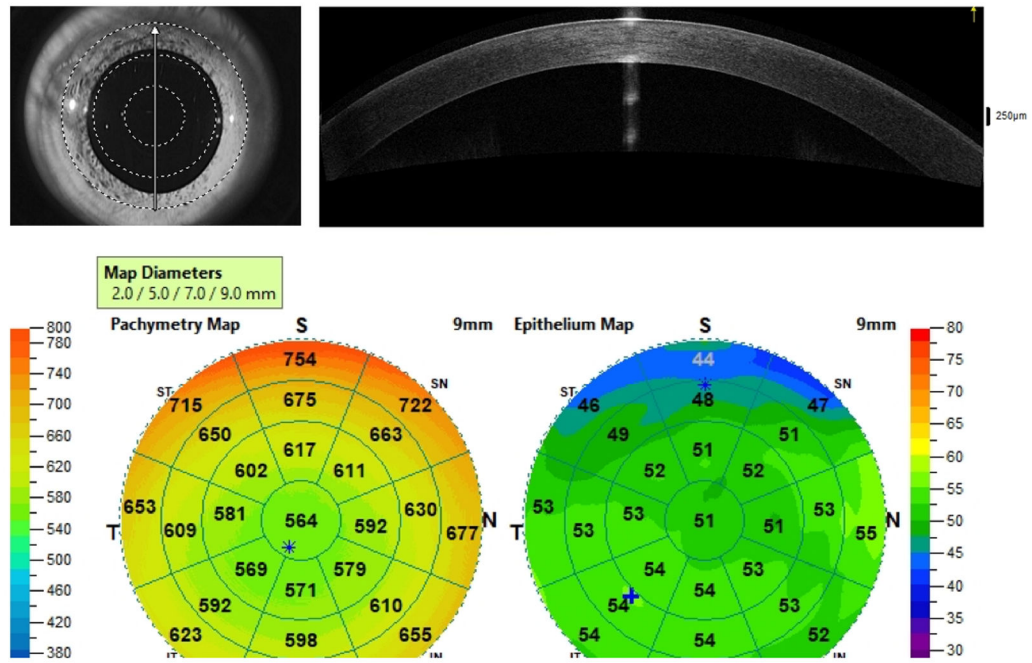 250µm
Map Diameters
2.0 / 5.0 / 7.0 / 9.0 mm
Pachymetry Map S 9mm
Epithelium Map S 9mm
800
780
740
700
660
620
580
540
500
460
420
380
ST SN
754
715 675 722
650 663
617
602 611
653 581 630
T 609 564 592 677 N
569 579
571
592 610
623 598 655
IT IN
ST SN
44
46 48 47
49 51
51
52 52
53 53 53
T 53 51 51 55 N
54 53
54
54 53
54 54 52
IT IN
80
75
70
65
60
55
50
45
40
35
30